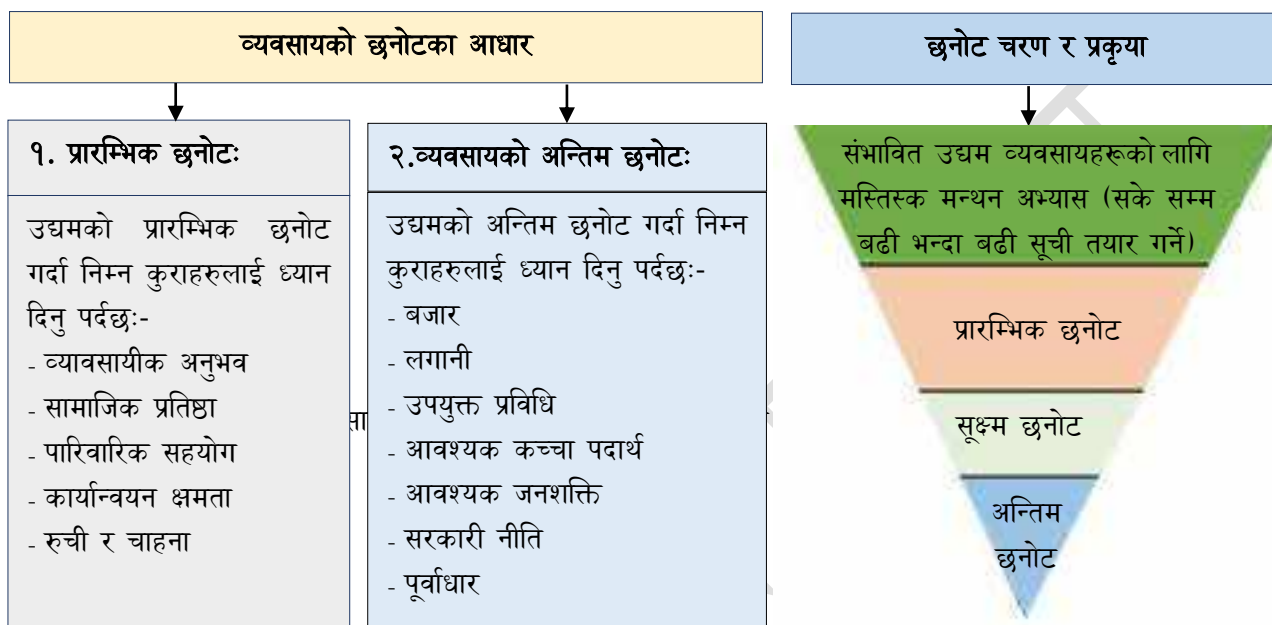 व्यवसायको छनोटका आधार
१. प्रारम्भिक छनोटः
उद्यमको प्रारम्भिक छनोट
गर्दा निम्न कुराहरुलाई ध्यान
दिनु पर्दछः-
- व्यावसायीक अनुभव
- सामाजिक प्रतिष्ठा
- पारिवारिक सहयोग
- कार्यान्वयन क्षमता
- रुची र चाहना
सा
२.व्यवसायको अन्तिम छनोटः
उद्यमको अन्तिम छनोट गर्दा निम्न
कुराहरुलाई ध्यान दिनु पर्दछः-
- बजार
- लगानी
- उपयुक्त प्रविधि
- आवश्यक कच्चा पदार्थ
- आवश्यक जनशक्ति
- सरकारी नीति
- पूर्वाधार
छनोट चरण र प्रकृया
संभावित उद्यम व्यवसायहरूको लागि
मस्तिस्क मन्थन अभ्यास (सके सम्म
बढी भन्दा बढी सूची तयार गर्ने)
प्रारम्भिक छनोट
सूक्ष्म छनोट
अन्तिम
छनोट